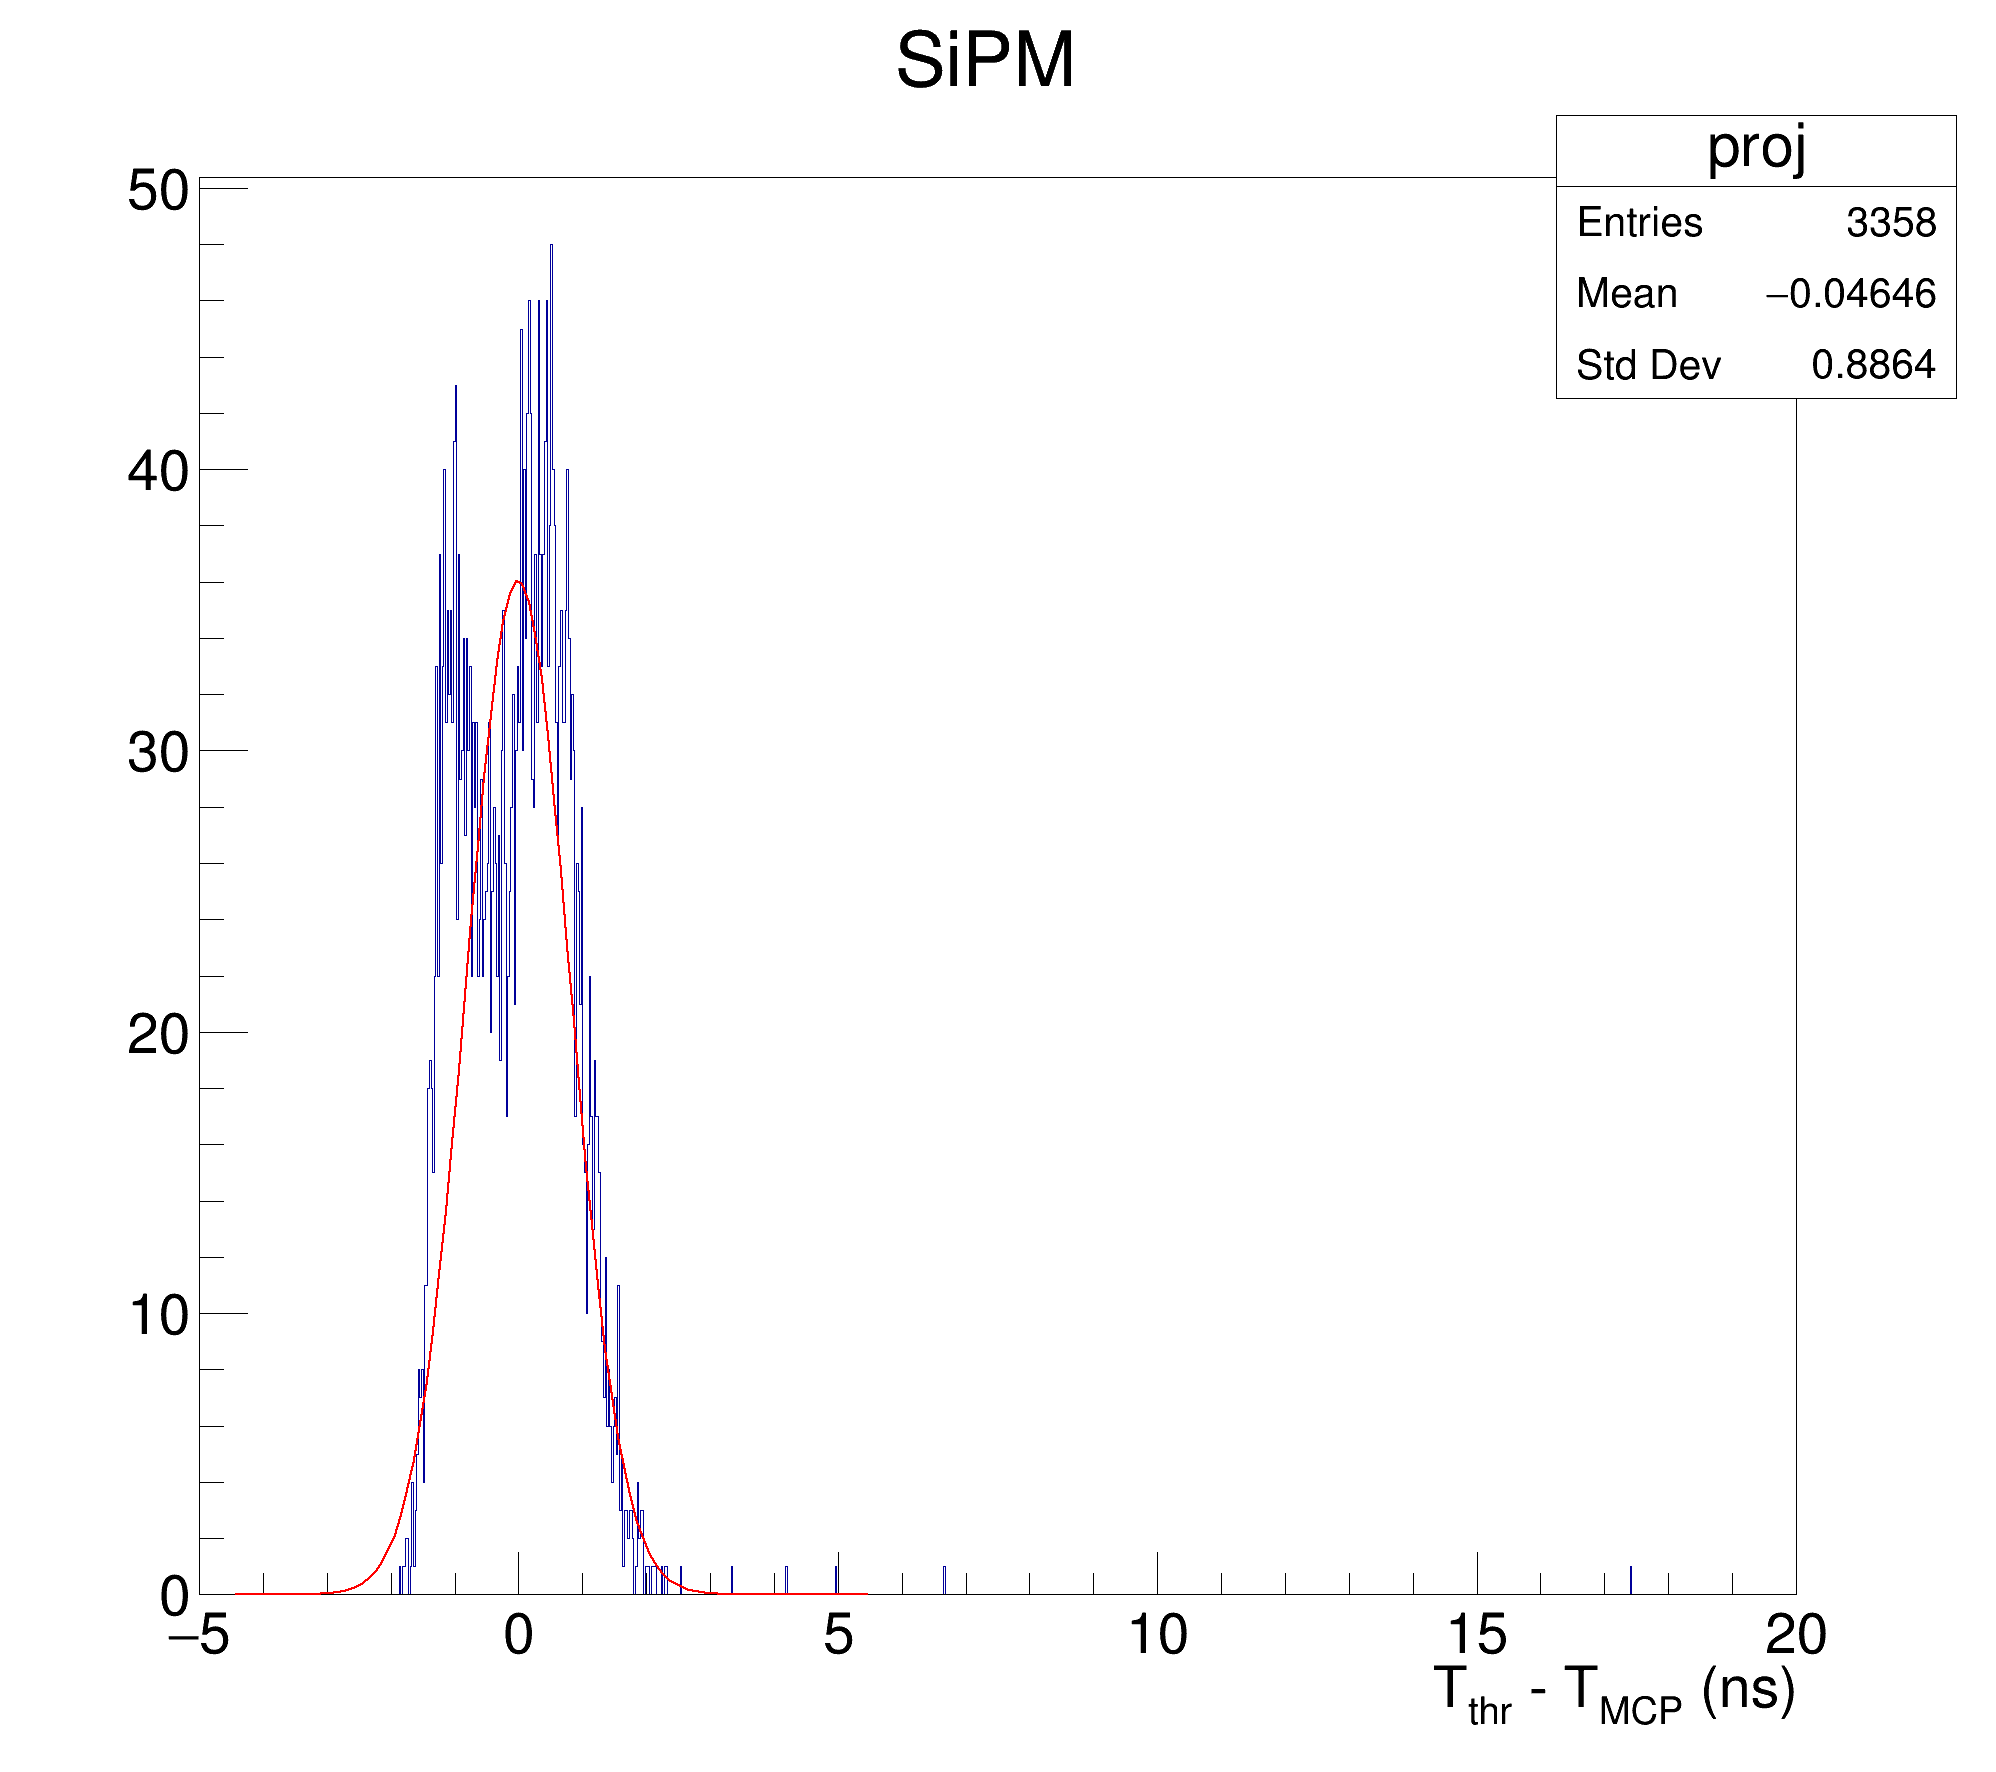 SiPM
proj
Entries 3358
Mean −0.04646
Std Dev 0.8864
50
40
30
20
10
0
−5 0 5 10 15 20
T_thr - T_MCP (ns)